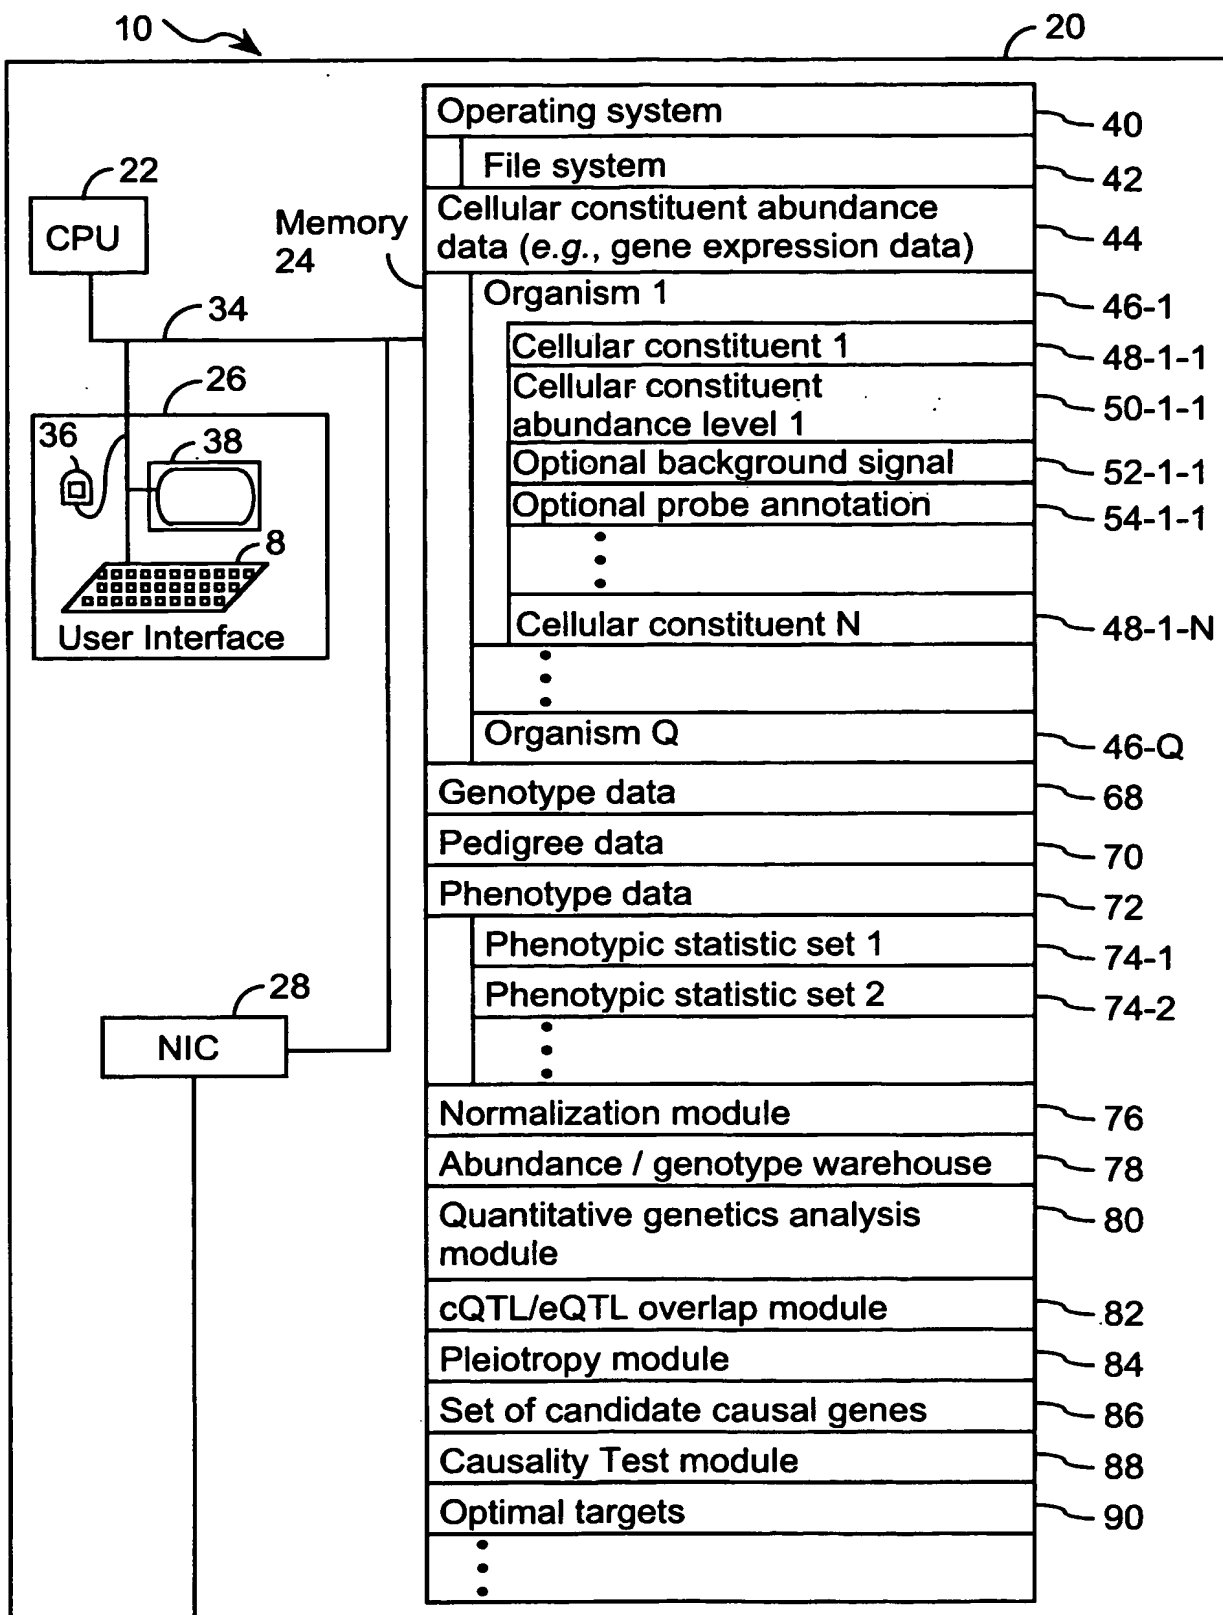 10
20
Operating system
40
File system
42
22
CPU
Memory
24
Cellular constituent abundance
data (e.g., gene expression data)
44
Organism 1
46-1
34
Cellular constituent 1
48-1-1
26
Cellular constituent
abundance level 1
50-1-1
36
38
Optional background signal
52-1-1
Optional probe annotation
54-1-1
8
User Interface
Cellular constituent N
48-1-N
Organism Q
46-Q
Genotype data
68
Pedigree data
70
Phenotype data
72
Phenotypic statistic set 1
74-1
Phenotypic statistic set 2
74-2
28
NIC
Normalization module
76
Abundance / genotype warehouse
78
Quantitative genetics analysis
module
80
cQTL/eQTL overlap module
82
Pleiotropy module
84
Set of candidate causal genes
86
Causality Test module
88
Optimal targets
90